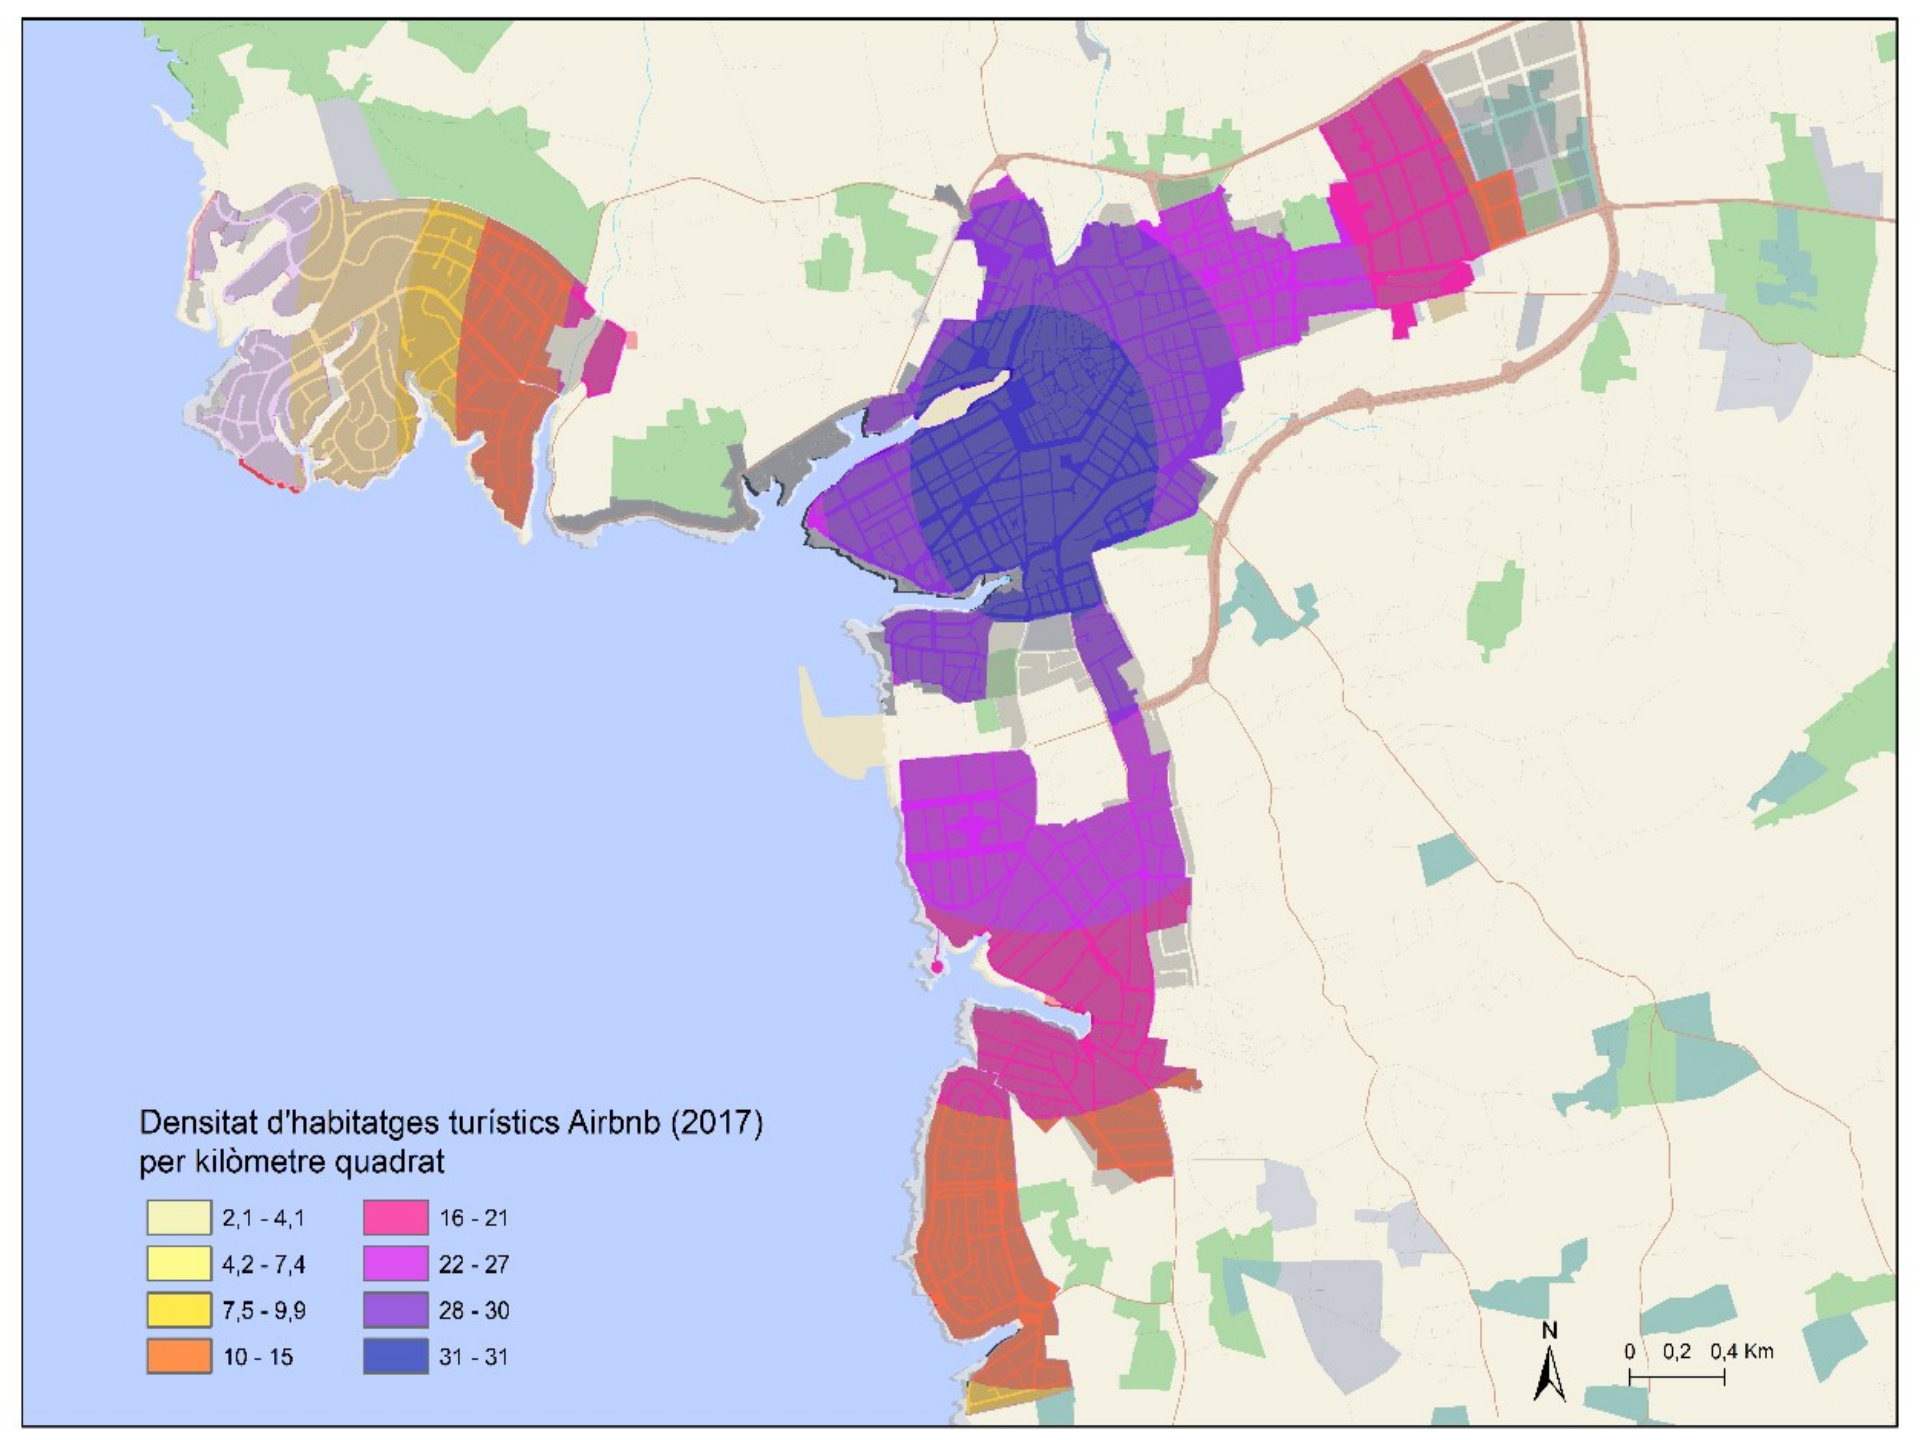 Densitat d'habitatges turístics Airbnb (2017)
per kilòmetre quadrat
2,1 - 4,1
4,2 - 7,4
7,5 - 9,9
10 - 15
16 - 21
22 - 27
28 - 30
31 - 31
N
0 0,2 0,4 Km